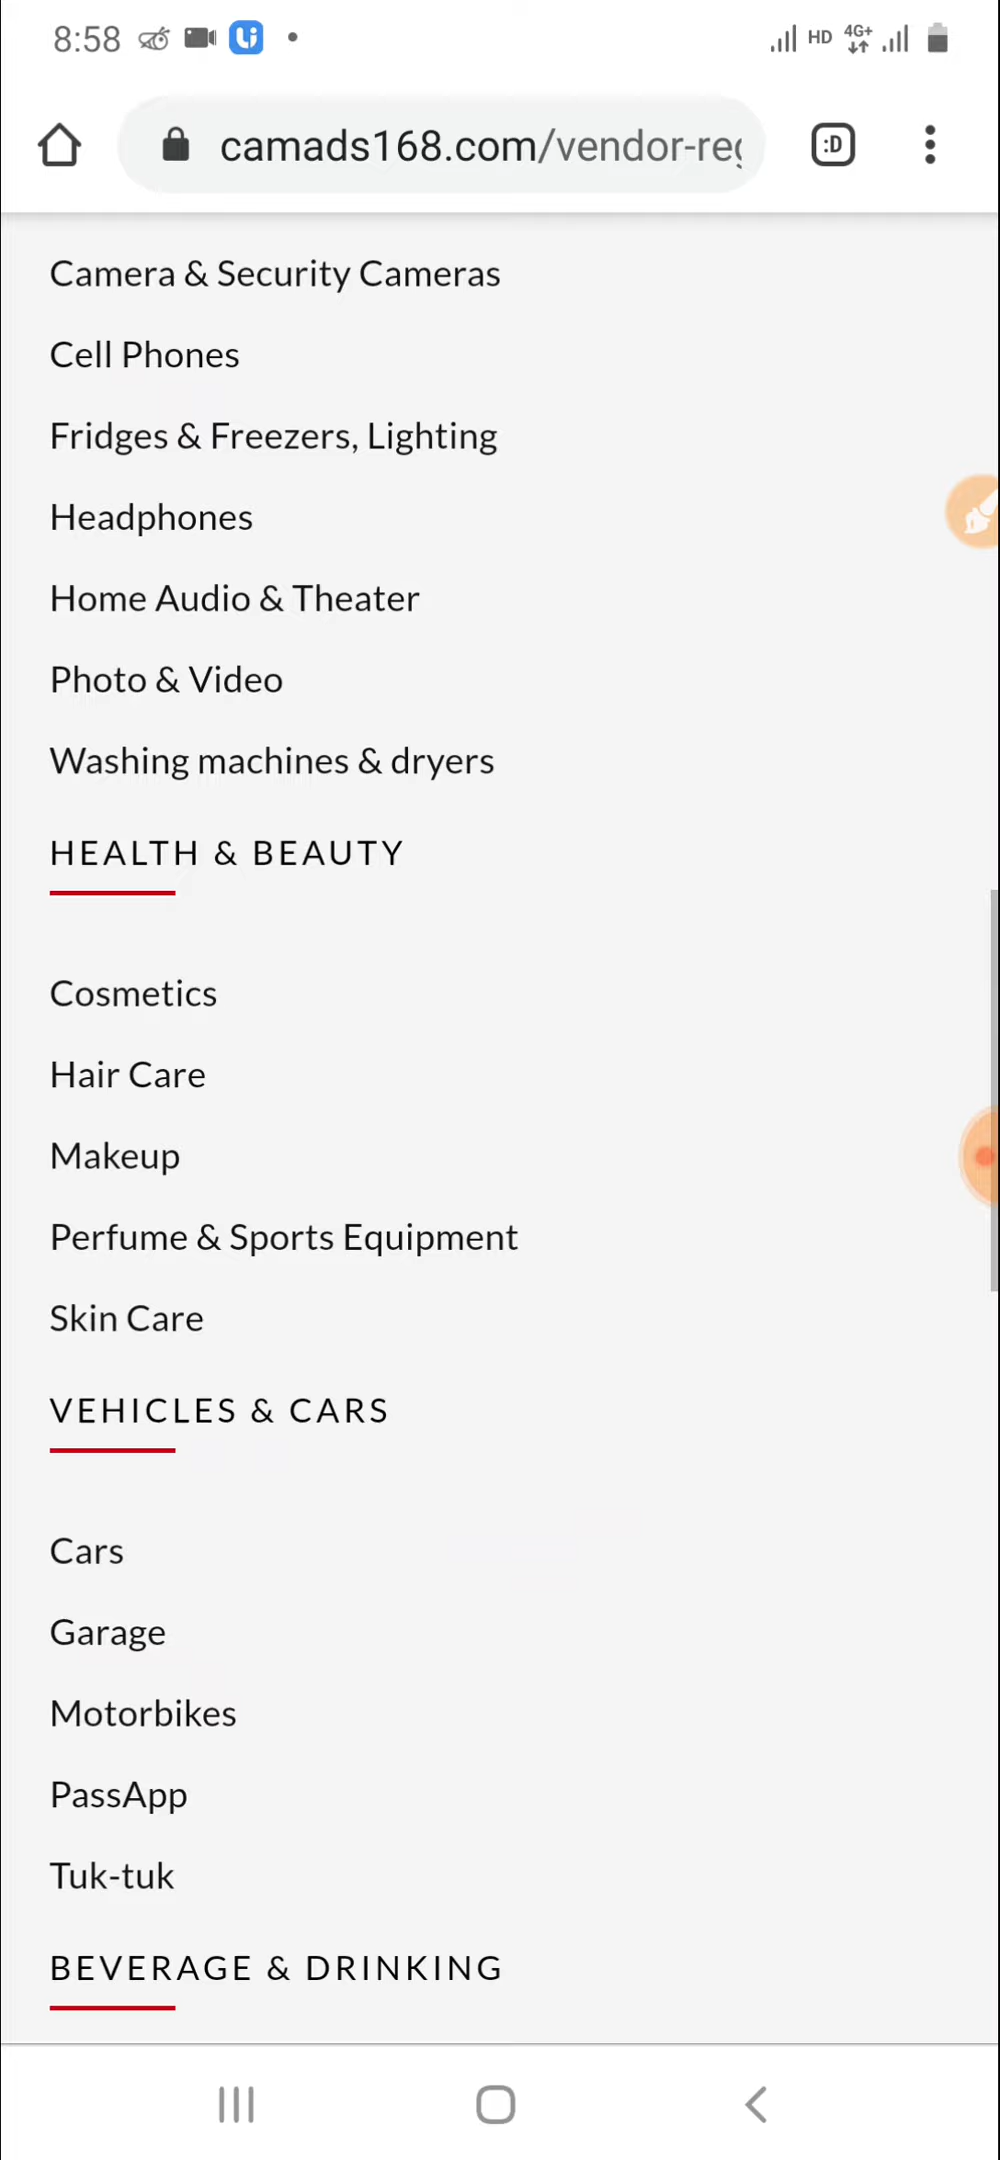 8:58
HD 4G+
camads168.com/vendor-reg
:D
Camera & Security Cameras
Cell Phones
Fridges & Freezers, Lighting
Headphones
Home Audio & Theater
Photo & Video
Washing machines & dryers
HEALTH & BEAUTY
Cosmetics
Hair Care
Makeup
Perfume & Sports Equipment
Skin Care
VEHICLES & CARS
Cars
Garage
Motorbikes
PassApp
Tuk-tuk
BEVERAGE & DRINKING